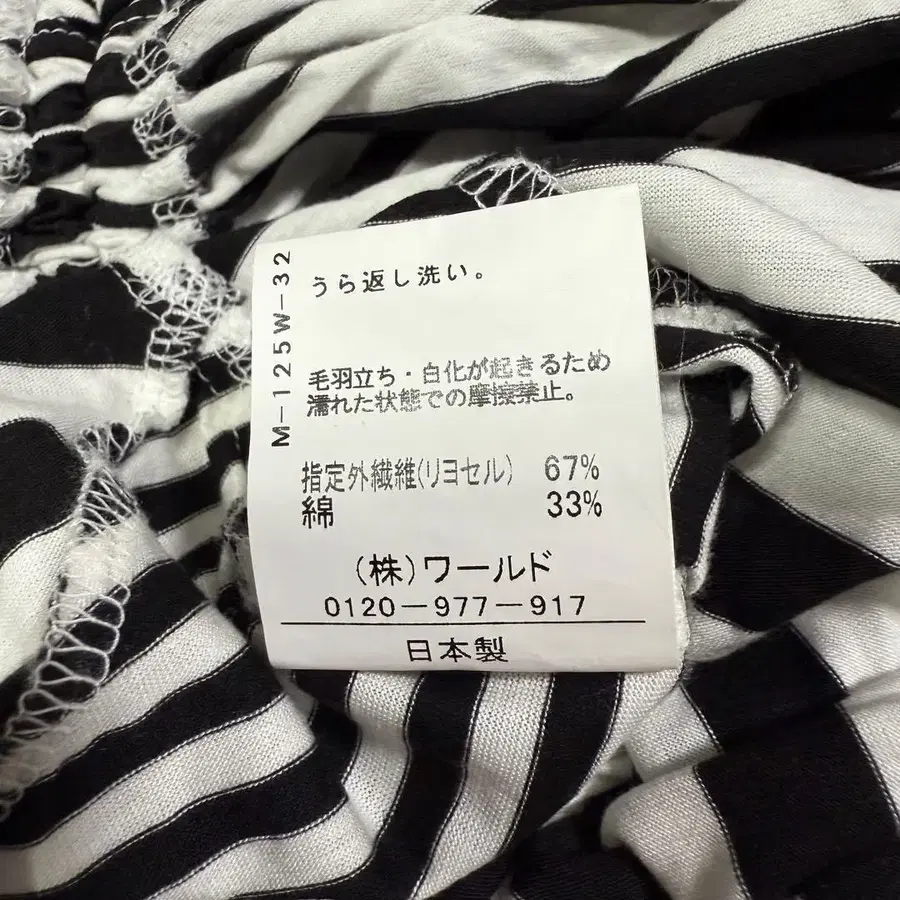 M-125W-32
うら返し洗い。
毛羽立ち・白化が起きるため
濡れた状態での摩擦禁止。
指定外繊維(リヨセル) 67%
綿 33%
(株)ワールド
0120-977-917
日本製